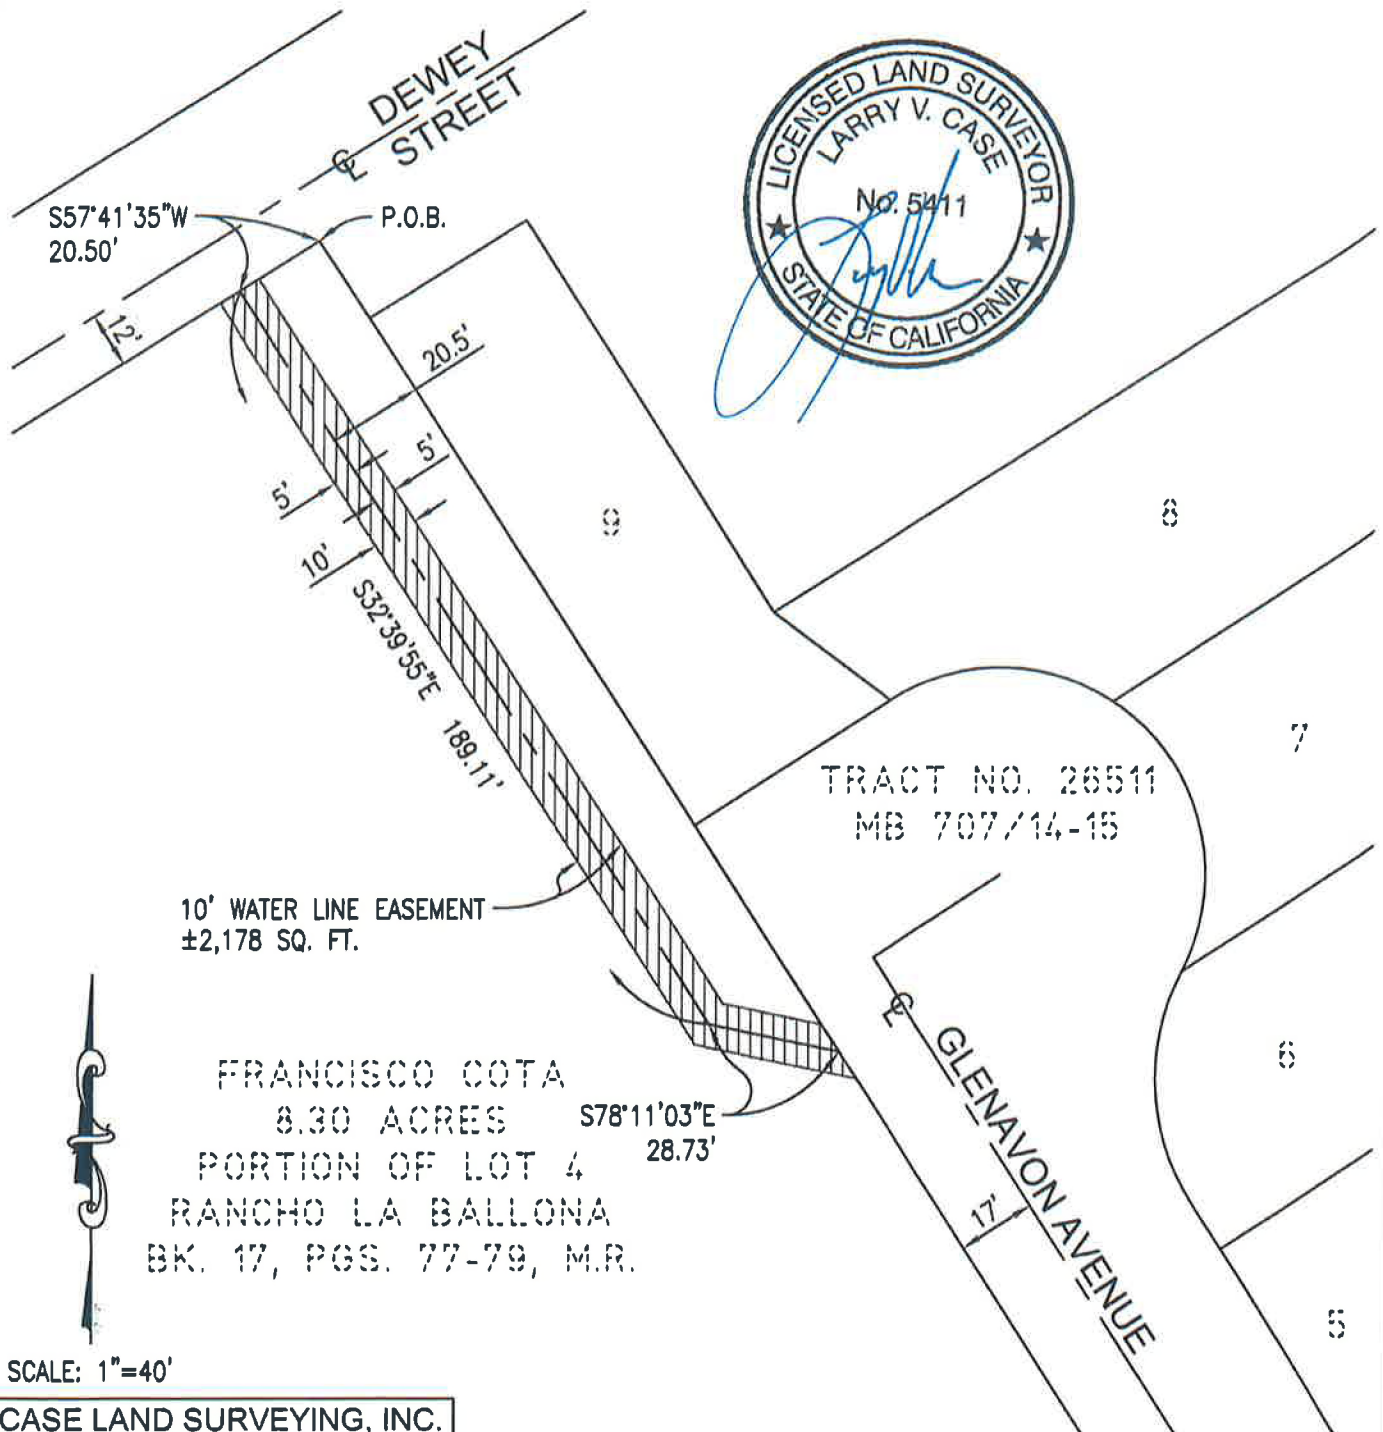 DEWEY
STREET
℄
LICENSED LAND SURVEYOR
LARRY V. CASE
No. 5411
STATE OF CALIFORNIA
S57°41'35"W
20.50'
P.O.B.
12'
20.5'
5'
5'
10'
S32°39'55"E 189.11'
9
8
7
TRACT NO. 26511
MB 707/14-15
10' WATER LINE EASEMENT
±2,178 SQ. FT.
℄ GLENAVON AVENUE
6
FRANCISCO COTA
8.30 ACRES
PORTION OF LOT 4
RANCHO LA BALLONA
BK. 17, PGS. 77-79, M.R.
S78°11'03"E
28.73'
17'
5
SCALE: 1"=40'
CASE LAND SURVEYING, INC.